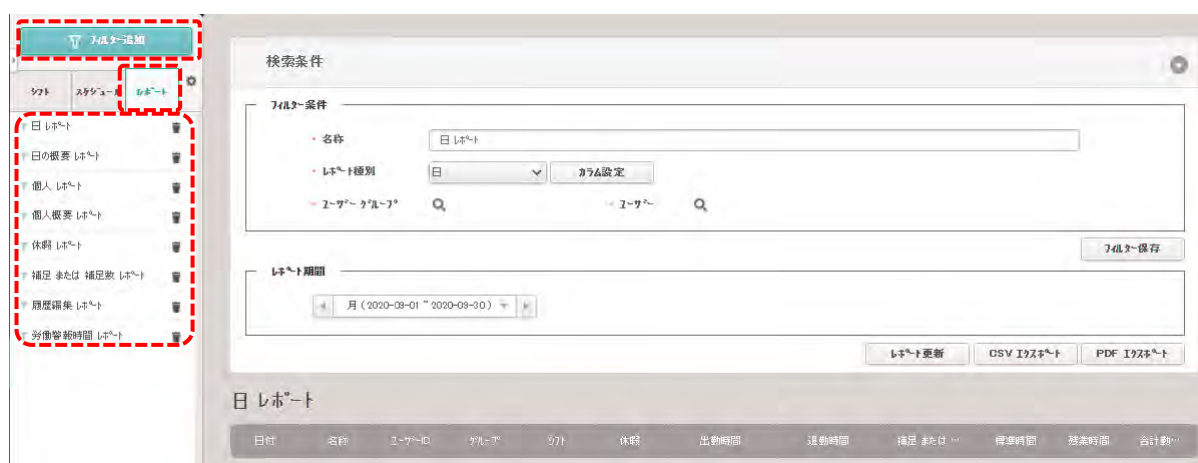 フィルター追加
シフト
スケジュール
レポート
日 レポート
日の概要 レポート
個人 レポート
個人概要 レポート
休暇 レポート
補足 または 補足数 レポート
履歴編集 レポート
労働警報時間 レポート
検索条件
フィルター条件
・ 名称
日 レポート
・ レポート種別
日
カラム設定
・ ユーザー グループ
・ ユーザー
フィルター保存
レポート期間
月 ( 2020-09-01 ~ 2020-09-30 )
レポート更新
CSV エクスポート
PDF エクスポート
日 レポート
日付 名称 ユーザーID グループ シフト 休暇 出勤時間 退勤時間 補足 または … 標準時間 残業時間 合計勤…